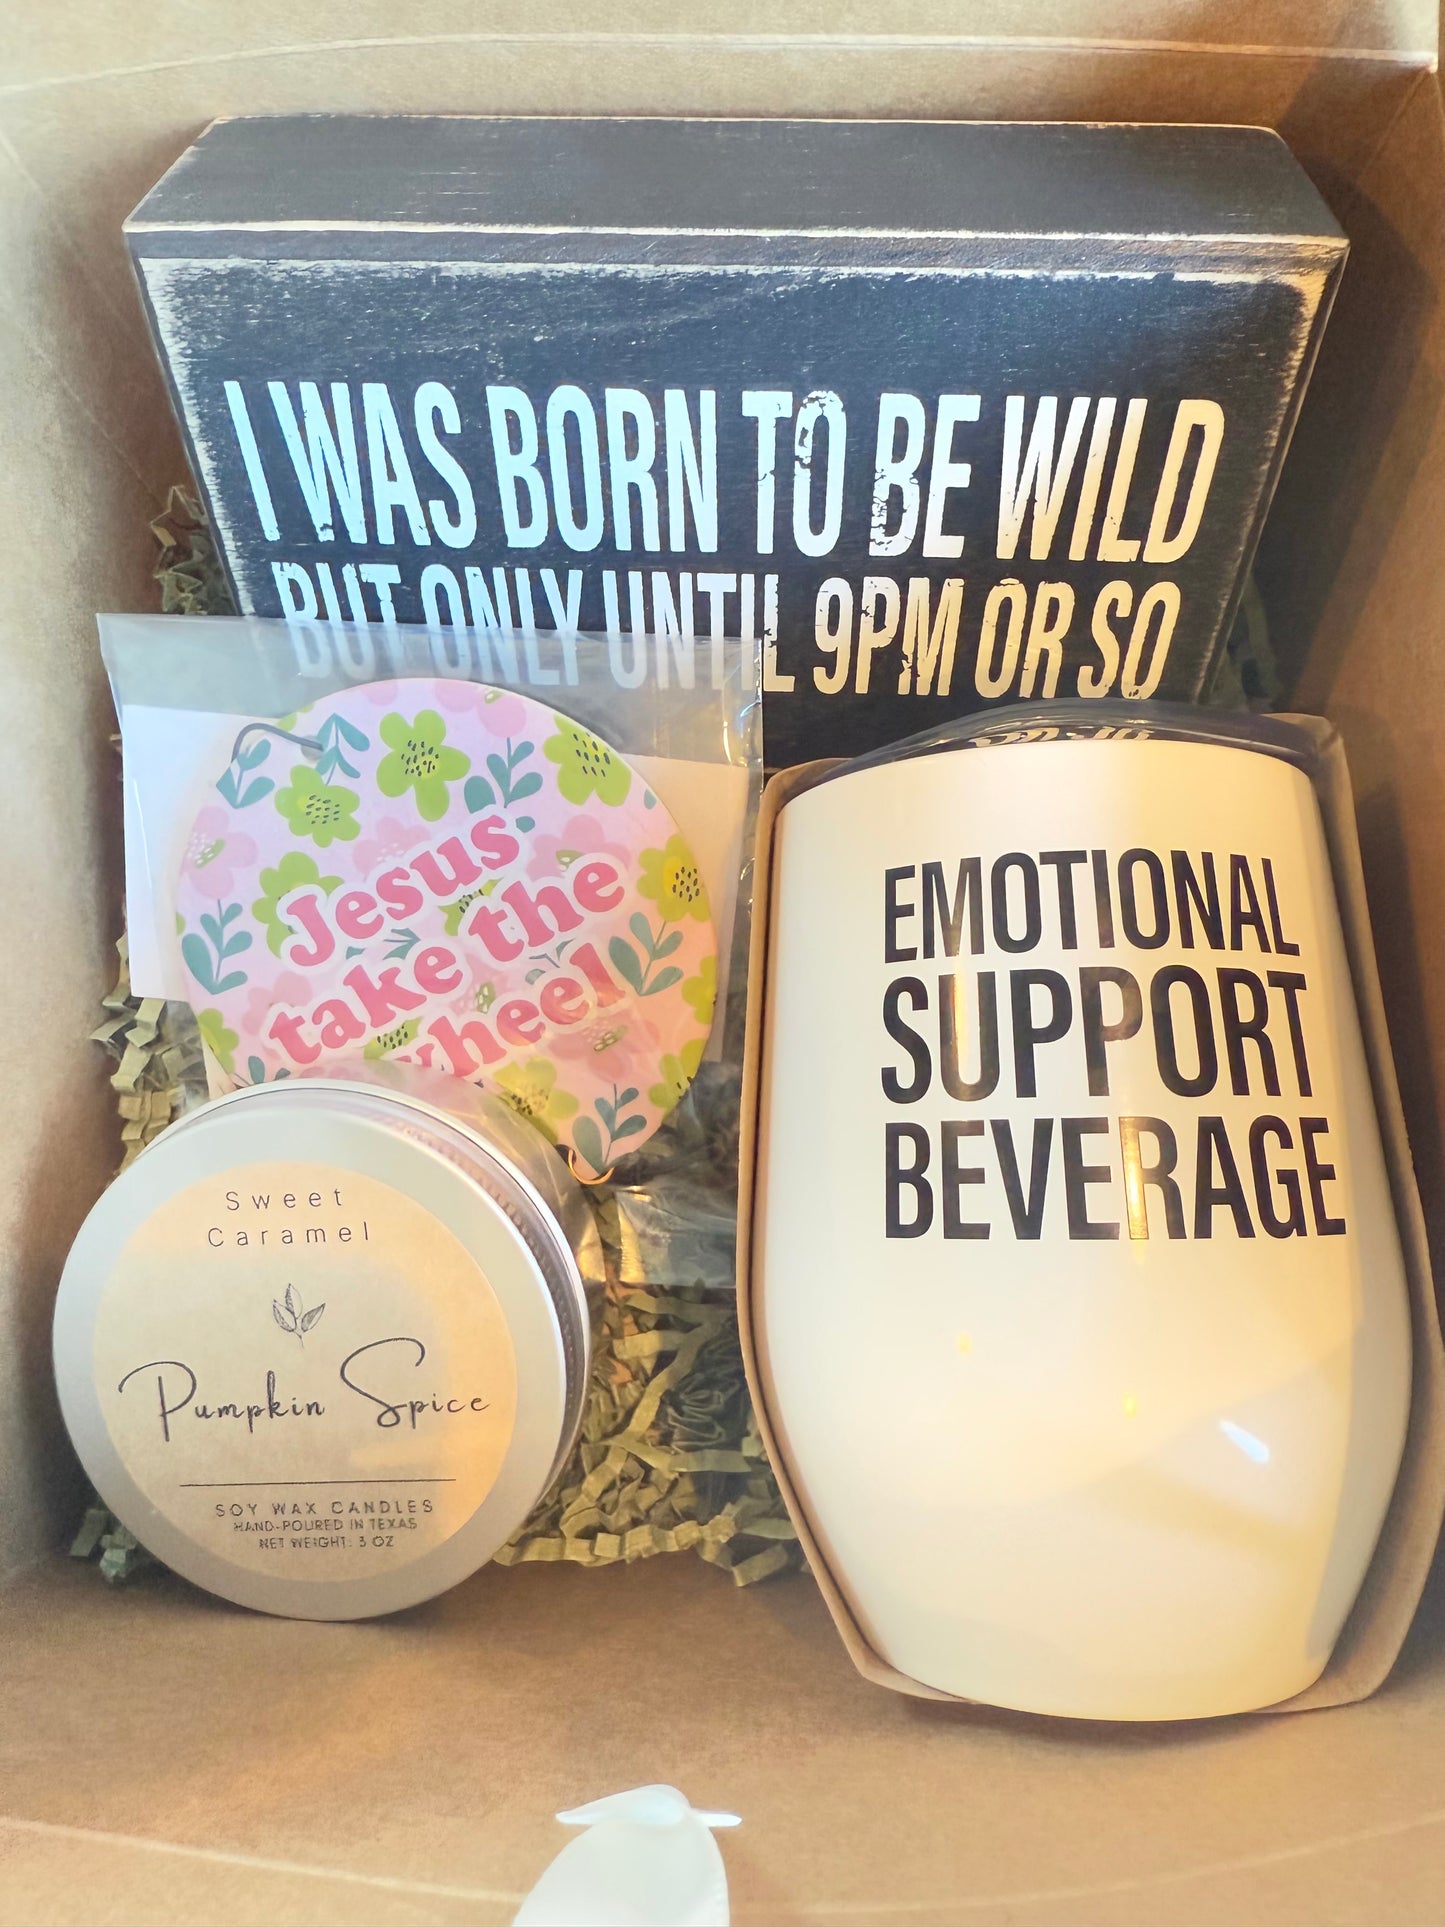 I WAS BORN TO BE WILD
BUT ONLY UNTIL 9PM OR SO
Jesus
take the
wheel
EMOTIONAL
SUPPORT
BEVERAGE
Sweet
Caramel
Pumpkin Spice
SOY WAX CANDLES
HAND-POURED IN TEXAS
NET WEIGHT: 3 OZ